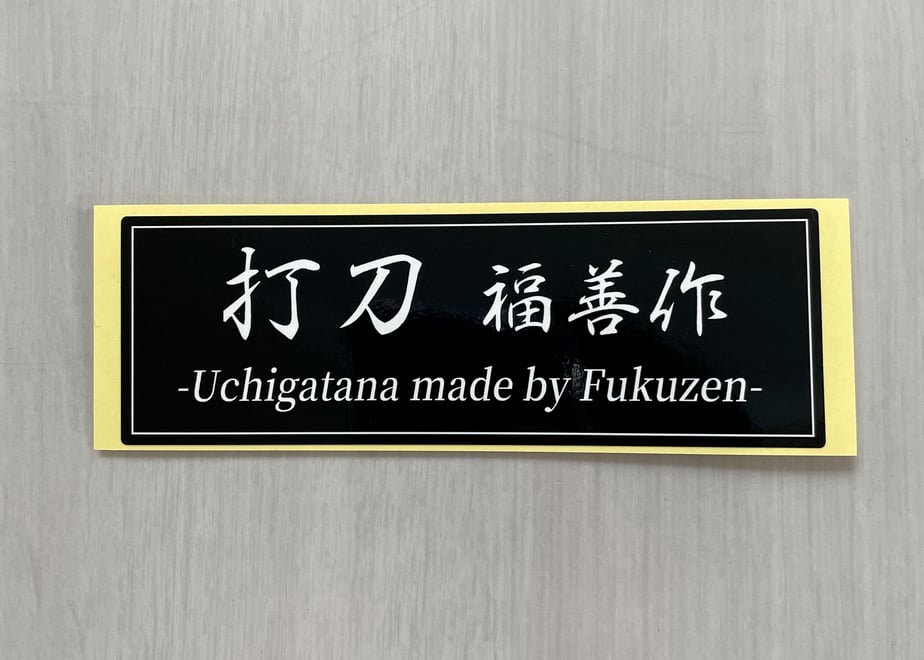 打刀 福善作
-Uchigatana made by Fukuzen-